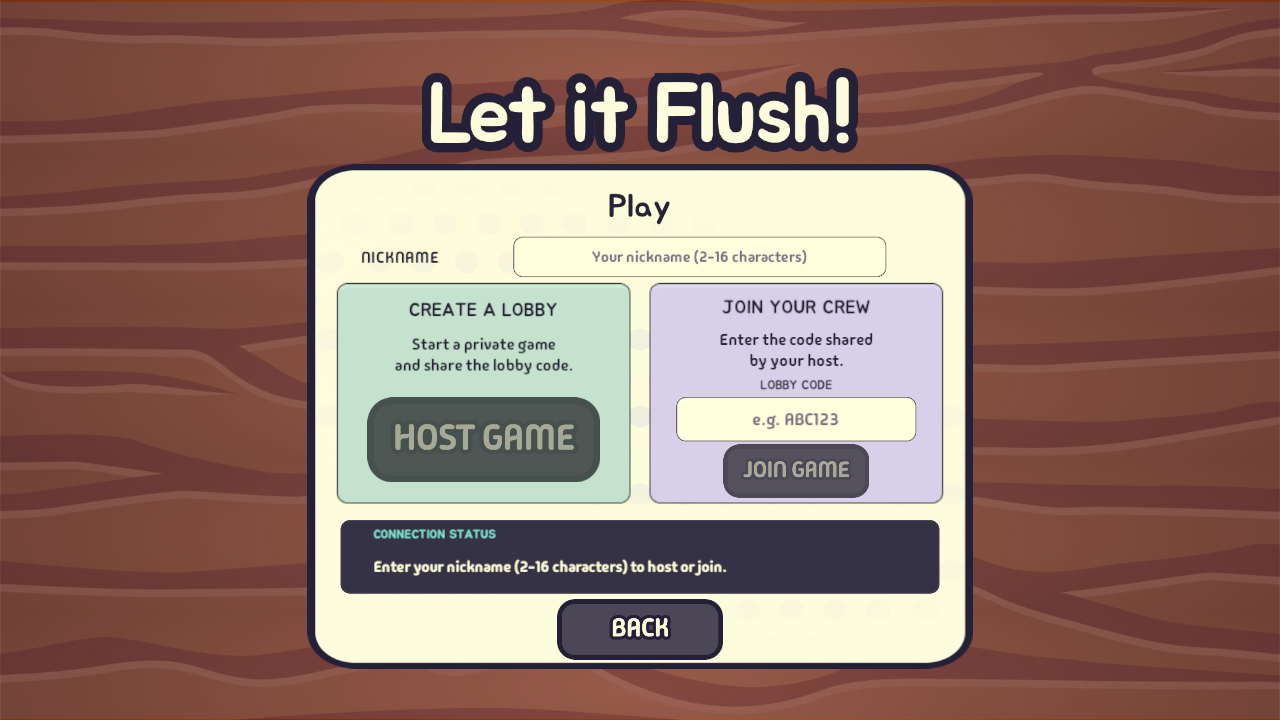 Let it Flush!
Play
NICKNAME
Your nickname (2-16 characters)
CREATE A LOBBY
Start a private game
and share the lobby code.
HOST GAME
JOIN YOUR CREW
Enter the code shared
by your host.
LOBBY CODE
e.g. ABC123
JOIN GAME
CONNECTION STATUS
Enter your nickname (2-16 characters) to host or join.
BACK